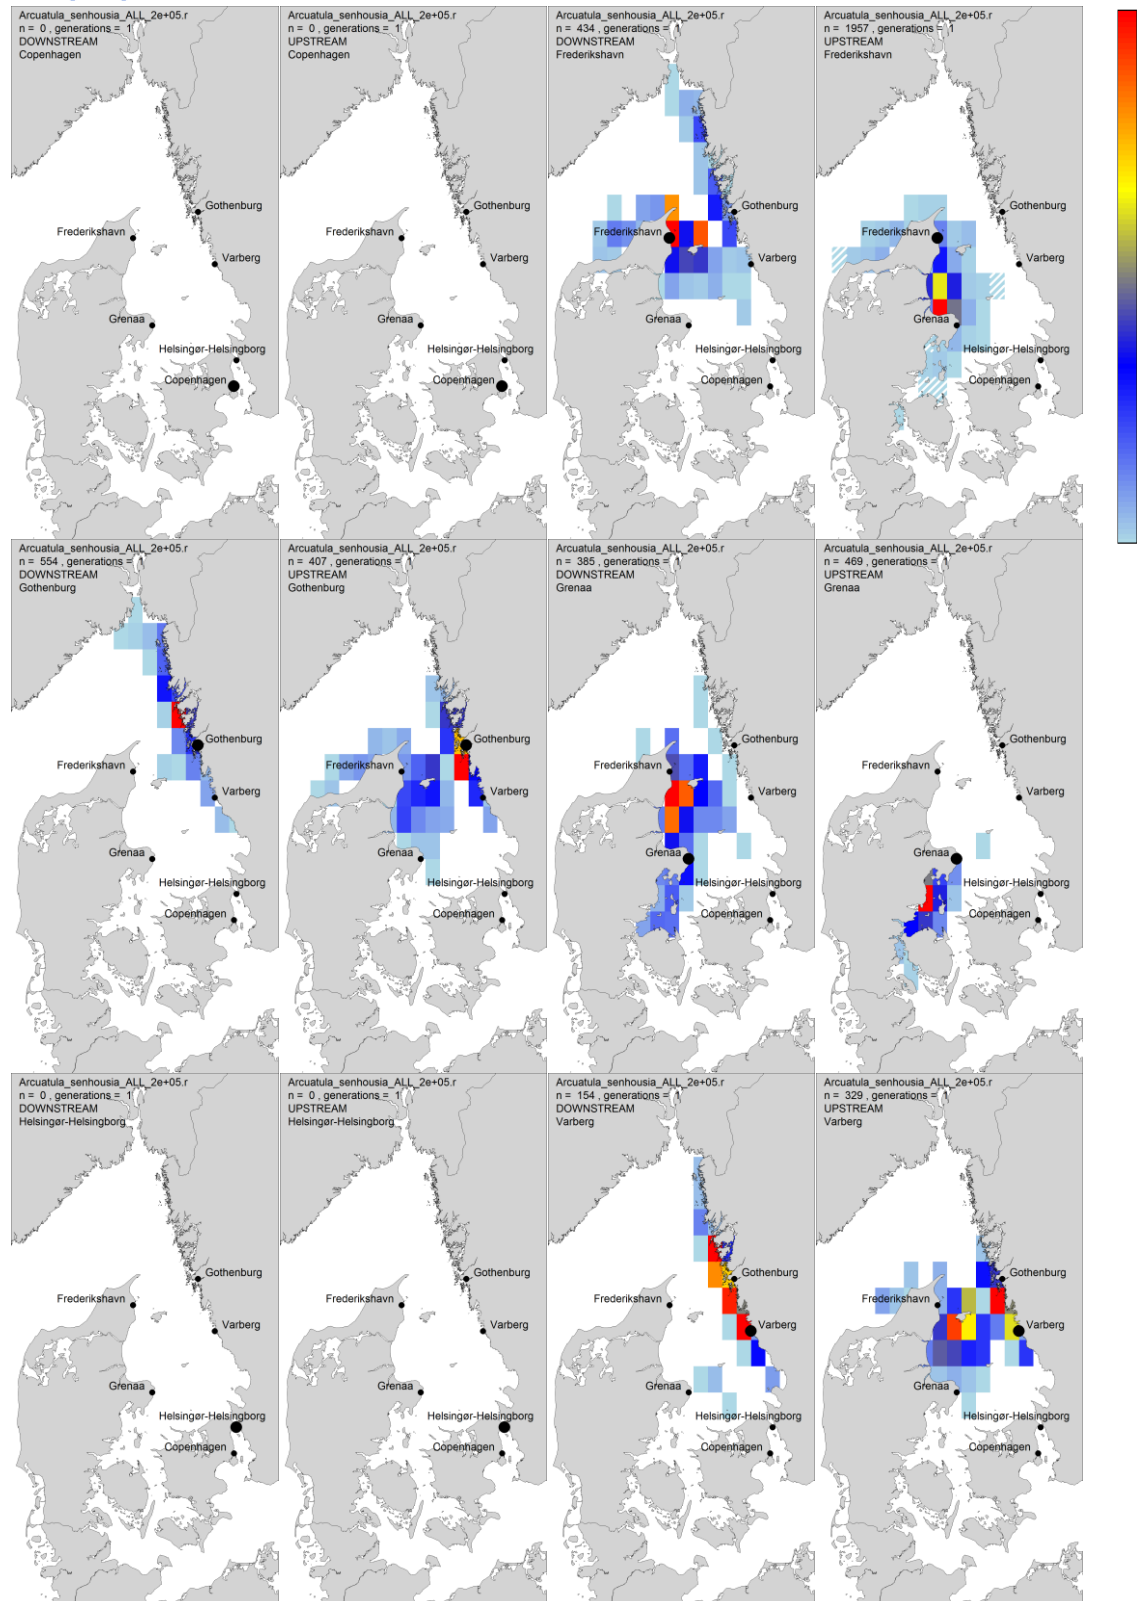 Arcuatula_senhousia_ALL_2e+05.r
n = 0 , generations = 1
DOWNSTREAM
Copenhagen
Gothenburg
Frederikshavn
Varberg
Grenaa
Helsingør-Helsingborg
Copenhagen
Arcuatula_senhousia_ALL_2e+05.r
n = 0 , generations = 1
UPSTREAM
Copenhagen
Gothenburg
Frederikshavn
Varberg
Grenaa
Helsingør-Helsingborg
Copenhagen
Arcuatula_senhousia_ALL_2e+05.r
n = 434 , generations = 1
DOWNSTREAM
Frederikshavn
Gothenburg
Frederikshavn
Varberg
Grenaa
Helsingør-Helsingborg
Copenhagen
Arcuatula_senhousia_ALL_2e+05.r
n = 1957 , generations = 1
UPSTREAM
Frederikshavn
Gothenburg
Frederikshavn
Varberg
Grenaa
Helsingør-Helsingborg
Copenhagen
Arcuatula_senhousia_ALL_2e+05.r
n = 554 , generations = 1
DOWNSTREAM
Gothenburg
Gothenburg
Frederikshavn
Varberg
Grenaa
Helsingør-Helsingborg
Copenhagen
Arcuatula_senhousia_ALL_2e+05.r
n = 407 , generations = 1
UPSTREAM
Gothenburg
Gothenburg
Frederikshavn
Varberg
Grenaa
Helsingør-Helsingborg
Copenhagen
Arcuatula_senhousia_ALL_2e+05.r
n = 385 , generations = 1
DOWNSTREAM
Grenaa
Gothenburg
Frederikshavn
Varberg
Grenaa
Helsingør-Helsingborg
Copenhagen
Arcuatula_senhousia_ALL_2e+05.r
n = 469 , generations = 1
UPSTREAM
Grenaa
Gothenburg
Frederikshavn
Varberg
Grenaa
Helsingør-Helsingborg
Copenhagen
Arcuatula_senhousia_ALL_2e+05.r
n = 0 , generations = 1
DOWNSTREAM
Helsingør-Helsingborg
Gothenburg
Frederikshavn
Varberg
Grenaa
Helsingør-Helsingborg
Copenhagen
Arcuatula_senhousia_ALL_2e+05.r
n = 0 , generations = 1
UPSTREAM
Helsingør-Helsingborg
Gothenburg
Frederikshavn
Varberg
Grenaa
Helsingør-Helsingborg
Copenhagen
Arcuatula_senhousia_ALL_2e+05.r
n = 154 , generations = 1
DOWNSTREAM
Varberg
Gothenburg
Frederikshavn
Varberg
Grenaa
Helsingør-Helsingborg
Copenhagen
Arcuatula_senhousia_ALL_2e+05.r
n = 329 , generations = 1
UPSTREAM
Varberg
Gothenburg
Frederikshavn
Varberg
Grenaa
Helsingør-Helsingborg
Copenhagen